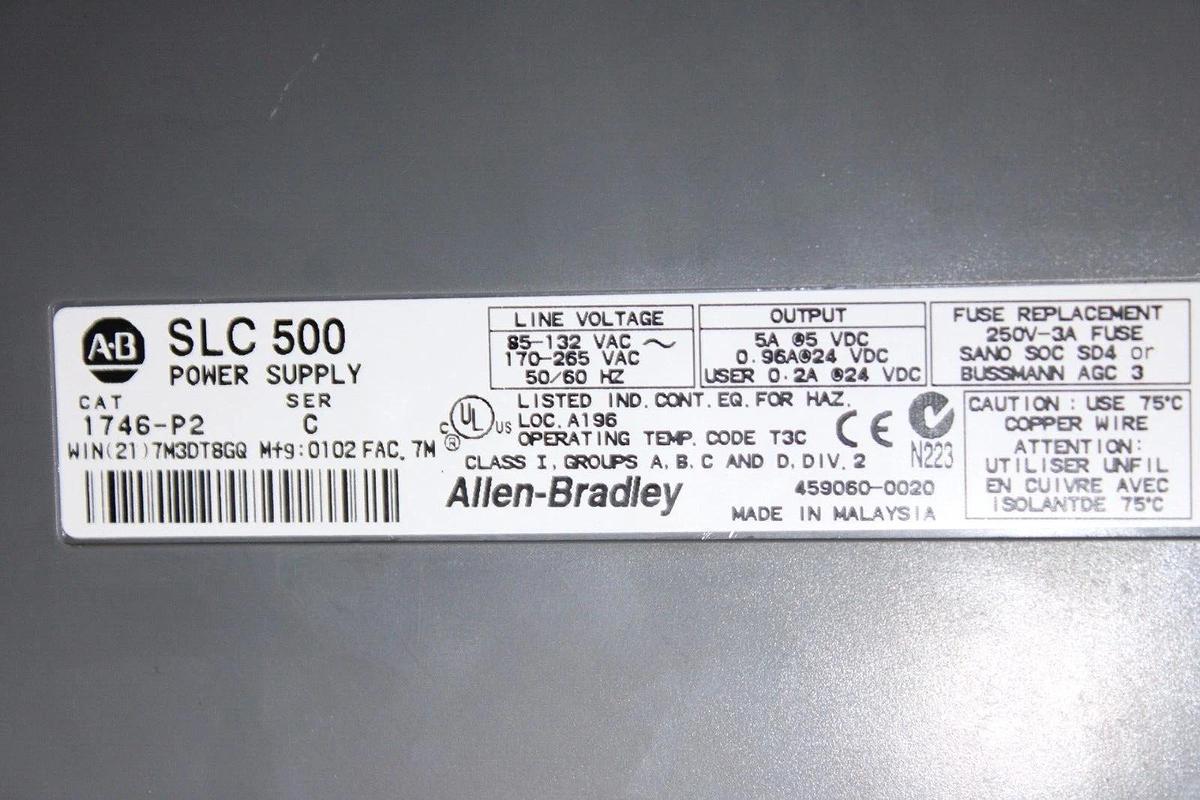 A-B
SLC 500
POWER SUPPLY
CAT SER
1746-P2 C
WIN(21)7M3DT8GQ Mfg:0102 FAC. 7M
LINE VOLTAGE
85-132 VAC ~
170-265 VAC
50/60 HZ
OUTPUT
5A @5 VDC
0.96A@24 VDC
USER 0.2A @24 VDC
FUSE REPLACEMENT
250V-3A FUSE
SANO SOC SD4 or
BUSSMANN AGC 3
C UL US ®
LISTED IND. CONT. EQ. FOR HAZ.
LOC. A196
OPERATING TEMP. CODE T3C
CLASS I, GROUPS A, B, C AND D, DIV. 2
CE
N223
Allen-Bradley
459060-0020
MADE IN MALAYSIA
CAUTION : USE 75°C
COPPER WIRE
ATTENTION:
UTILISER UNFIL
EN CUIVRE AVEC
ISOLANTDE 75°C